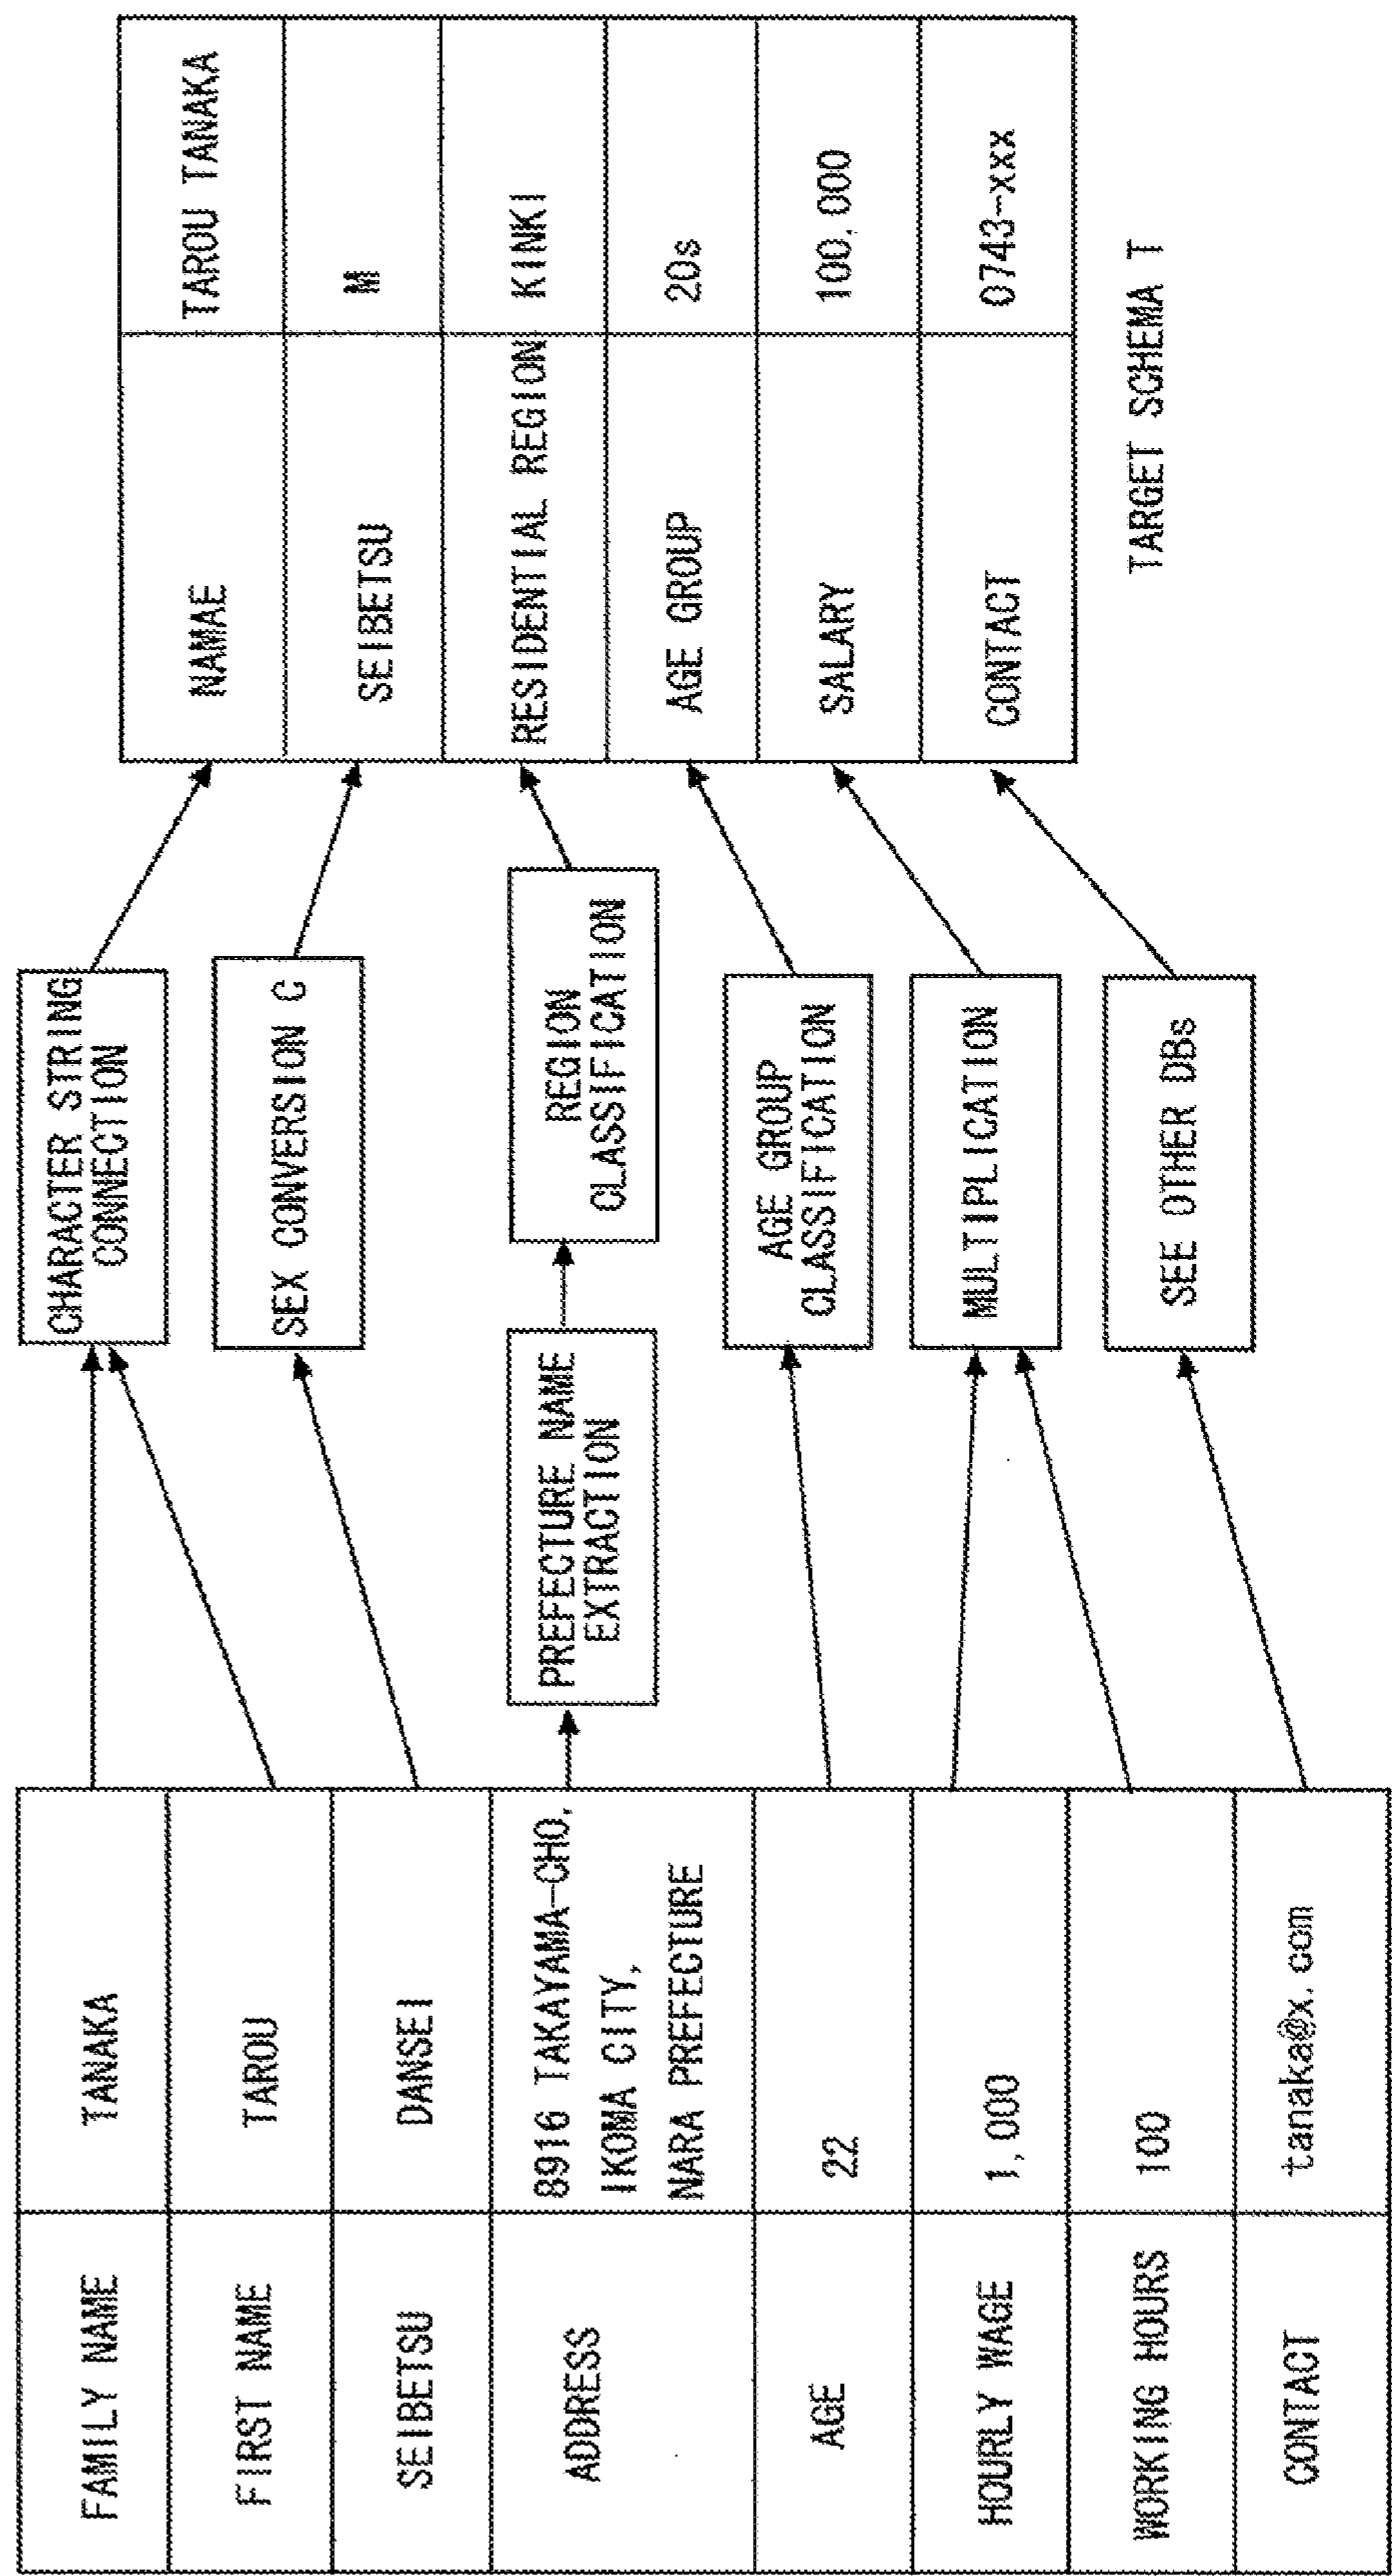 FAMILY NAME
TANAKA
FIRST NAME
TAROU
SEIBETSU
DANSEI
ADDRESS
8916 TAKAYAMA-CHO,
IKOMA CITY,
NARA PREFECTURE
AGE
22
HOURLY WAGE
1,000
WORKING HOURS
100
CONTACT
tanaka@x.com
CHARACTER STRING
CONNECTION
SEX CONVERSION C
PREFECTURE NAME
EXTRACTION
REGION
CLASSIFICATION
AGE GROUP
CLASSIFICATION
MULTIPLICATION
SEE OTHER DBs
NAMAE
TAROU TANAKA
SEIBETSU
M
RESIDENTIAL REGION
KINKI
AGE GROUP
20s
SALARY
100,000
CONTACT
0743-xxx
TARGET SCHEMA T